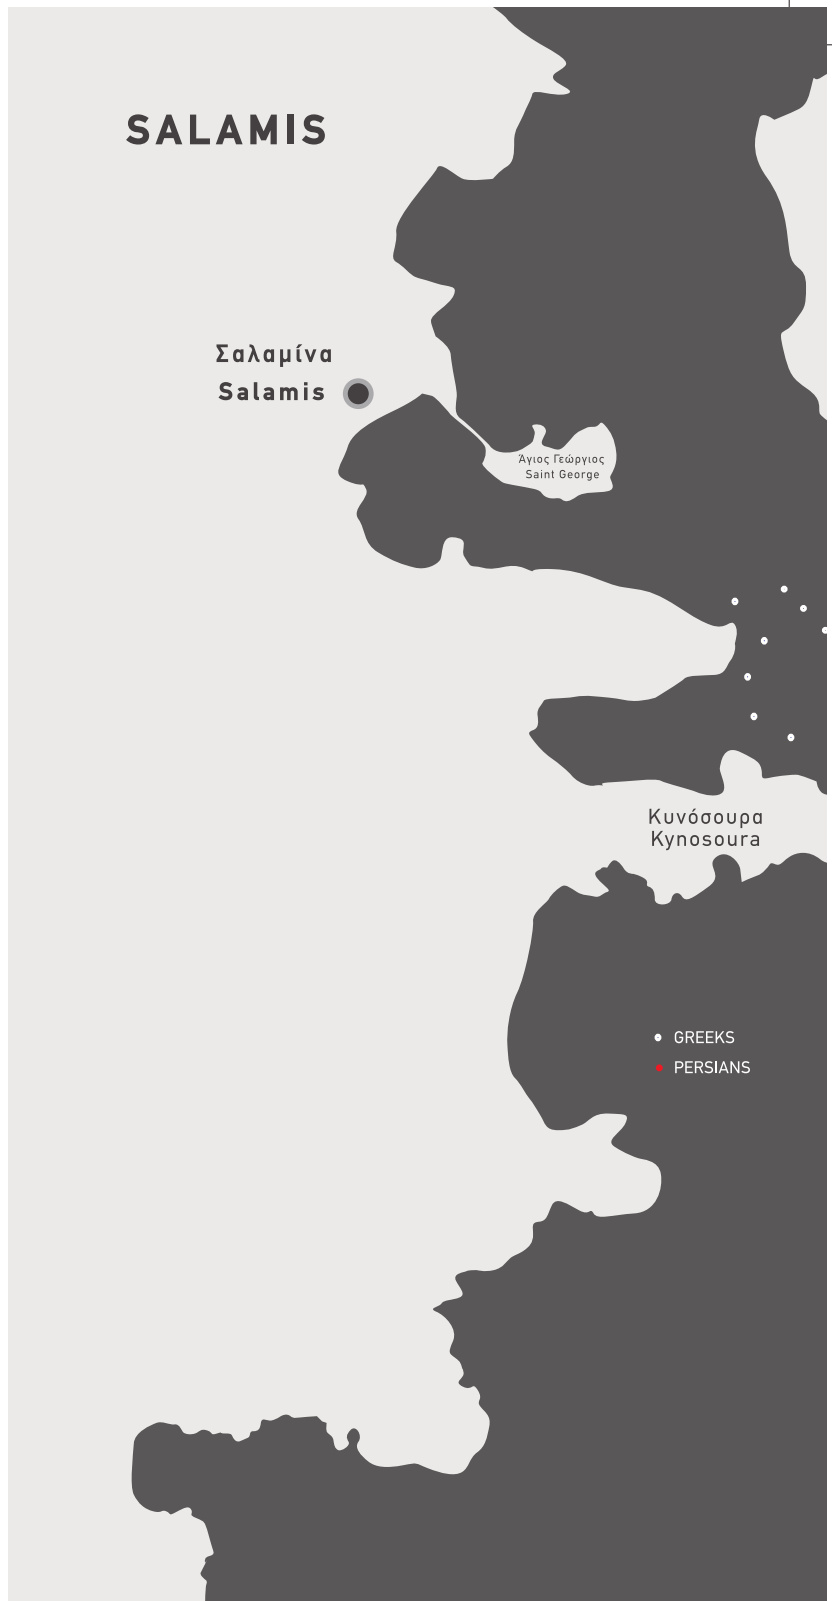 SALAMIS
Σαλαμίνα
Salamis
Άγιος Γεώργιος
Saint George
Κυνόσουρα
Kynosoura
GREEKS
PERSIANS